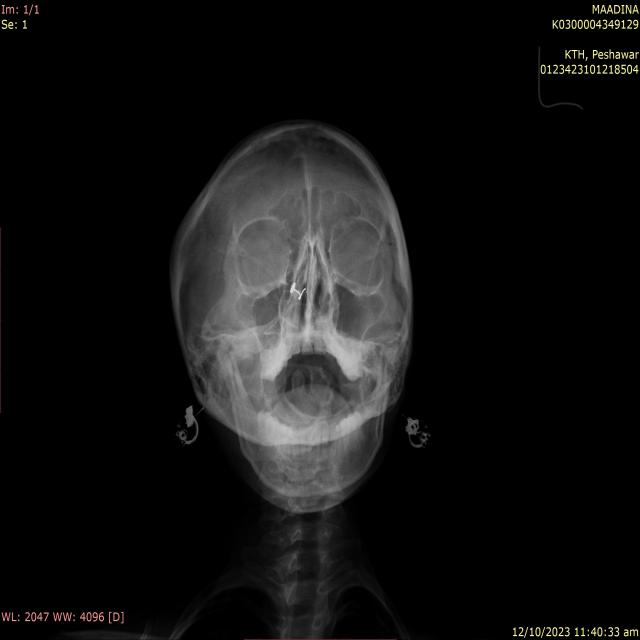 Im: 1/1
Se: 1
MAADINA
K0300004349129
KTH, Peshawar
0123423101218504
WL: 2047 WW: 4096 [D]
12/10/2023 11:40:33 am